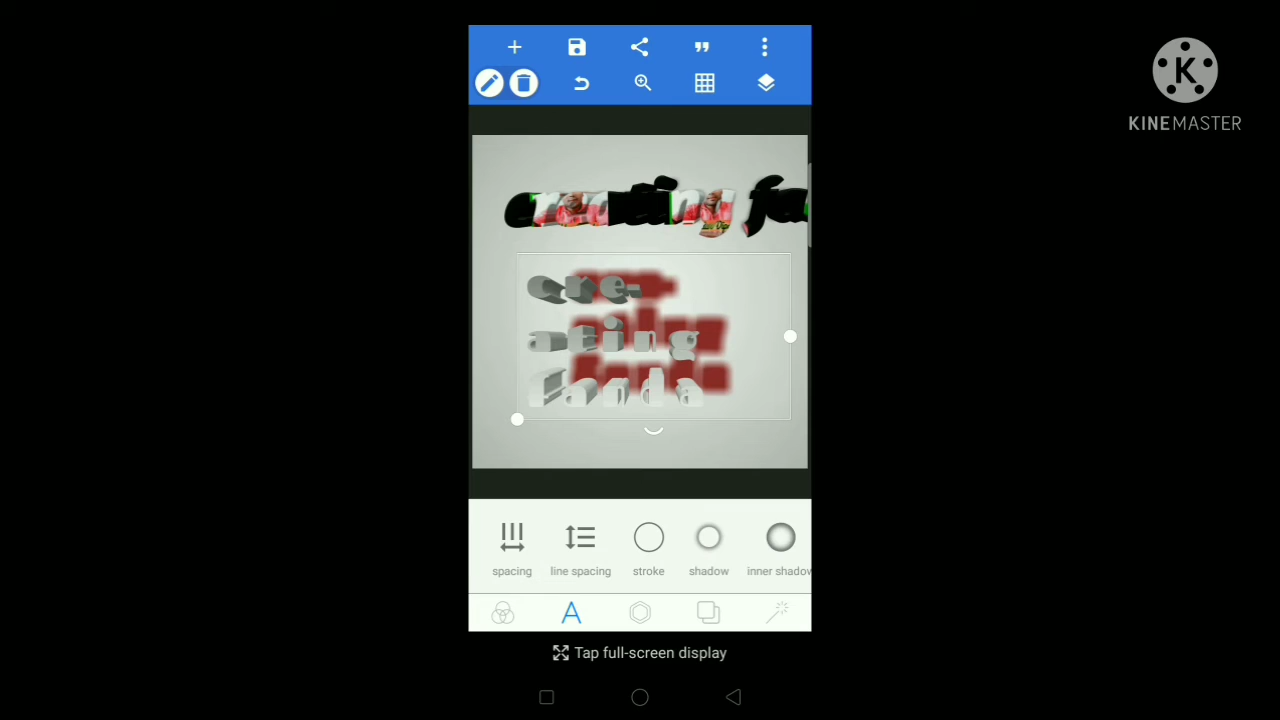 KINEMASTER
creating fa
Cre-
ating
Fanda
spacing
line spacing
stroke
shadow
inner shadow
Tap full-screen display